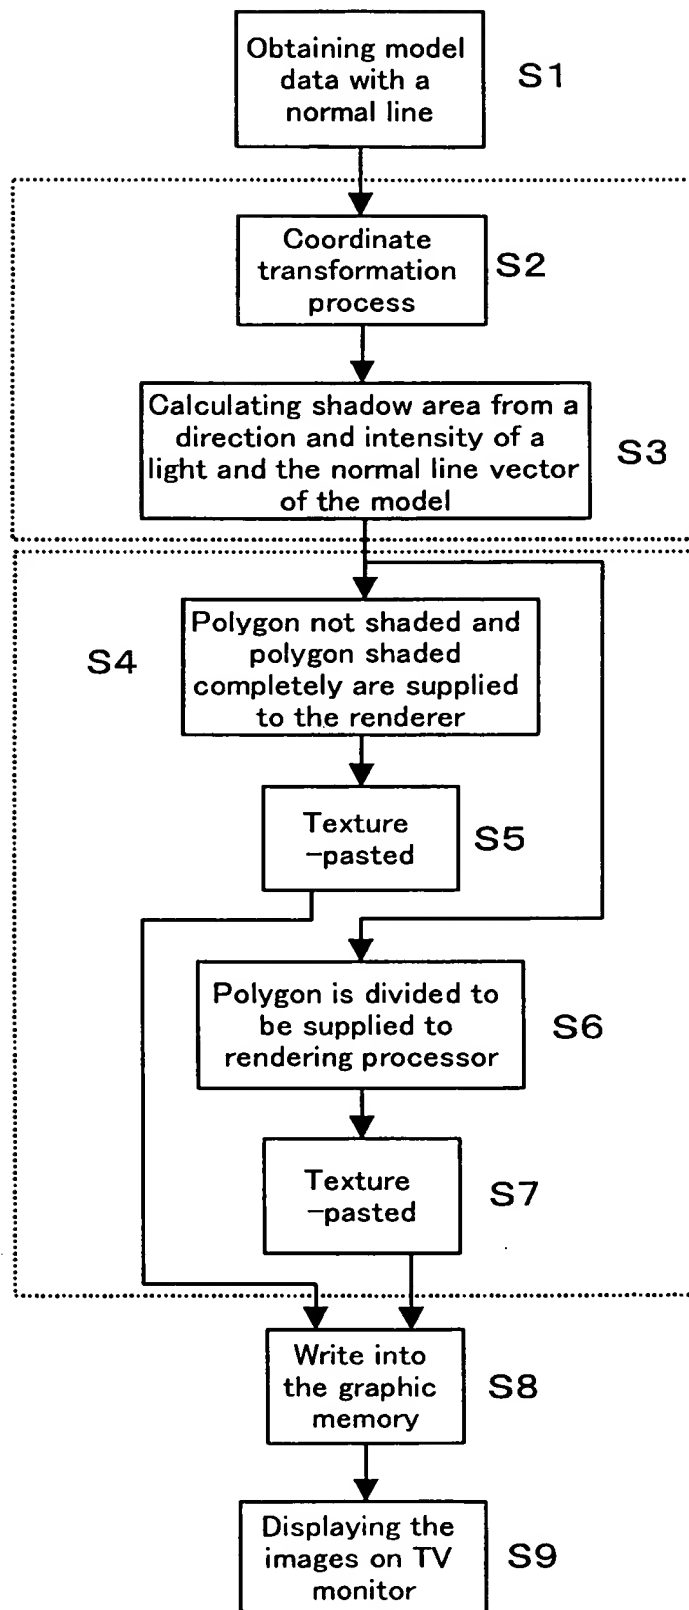 Obtaining model
data with a
normal line
S1
Coordinate
transformation
process
S2
Calculating shadow area from a
direction and intensity of a
light and the normal line vector
of the model
S3
S4
Polygon not shaded and
polygon shaded
completely are supplied
to the renderer
Texture
-pasted
S5
Polygon is divided to
be supplied to
rendering processor
S6
Texture
-pasted
S7
Write into
the graphic
memory
S8
Displaying the
images on TV
monitor
S9